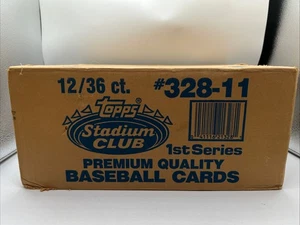 12/36 ct. #328-11
Topps
Stadium
CLUB
1st Series
PREMIUM QUALITY
BASEBALL CARDS